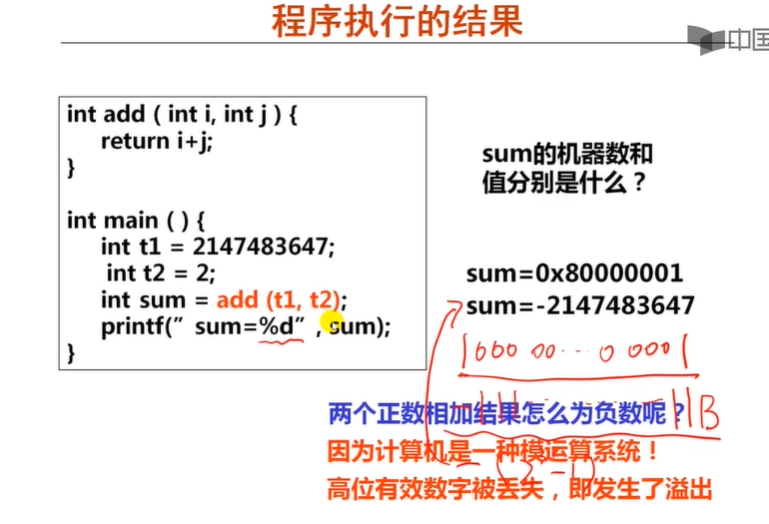 程序执行的结果
中国
int add ( int i, int j ) {
return i+j;
}
int main ( ) {
int t1 = 2147483647;
int t2 = 2;
int sum = add (t1, t2);
printf(” sum=%d” , sum);
}
sum的机器数和
值分别是什么？
sum=0x80000001
sum=-2147483647
1000 00...0 0001
两个正数相加结果怎么为负数呢？
因为计算机是一种模运算系统！
高位有效数字被丢失，即发生了溢出